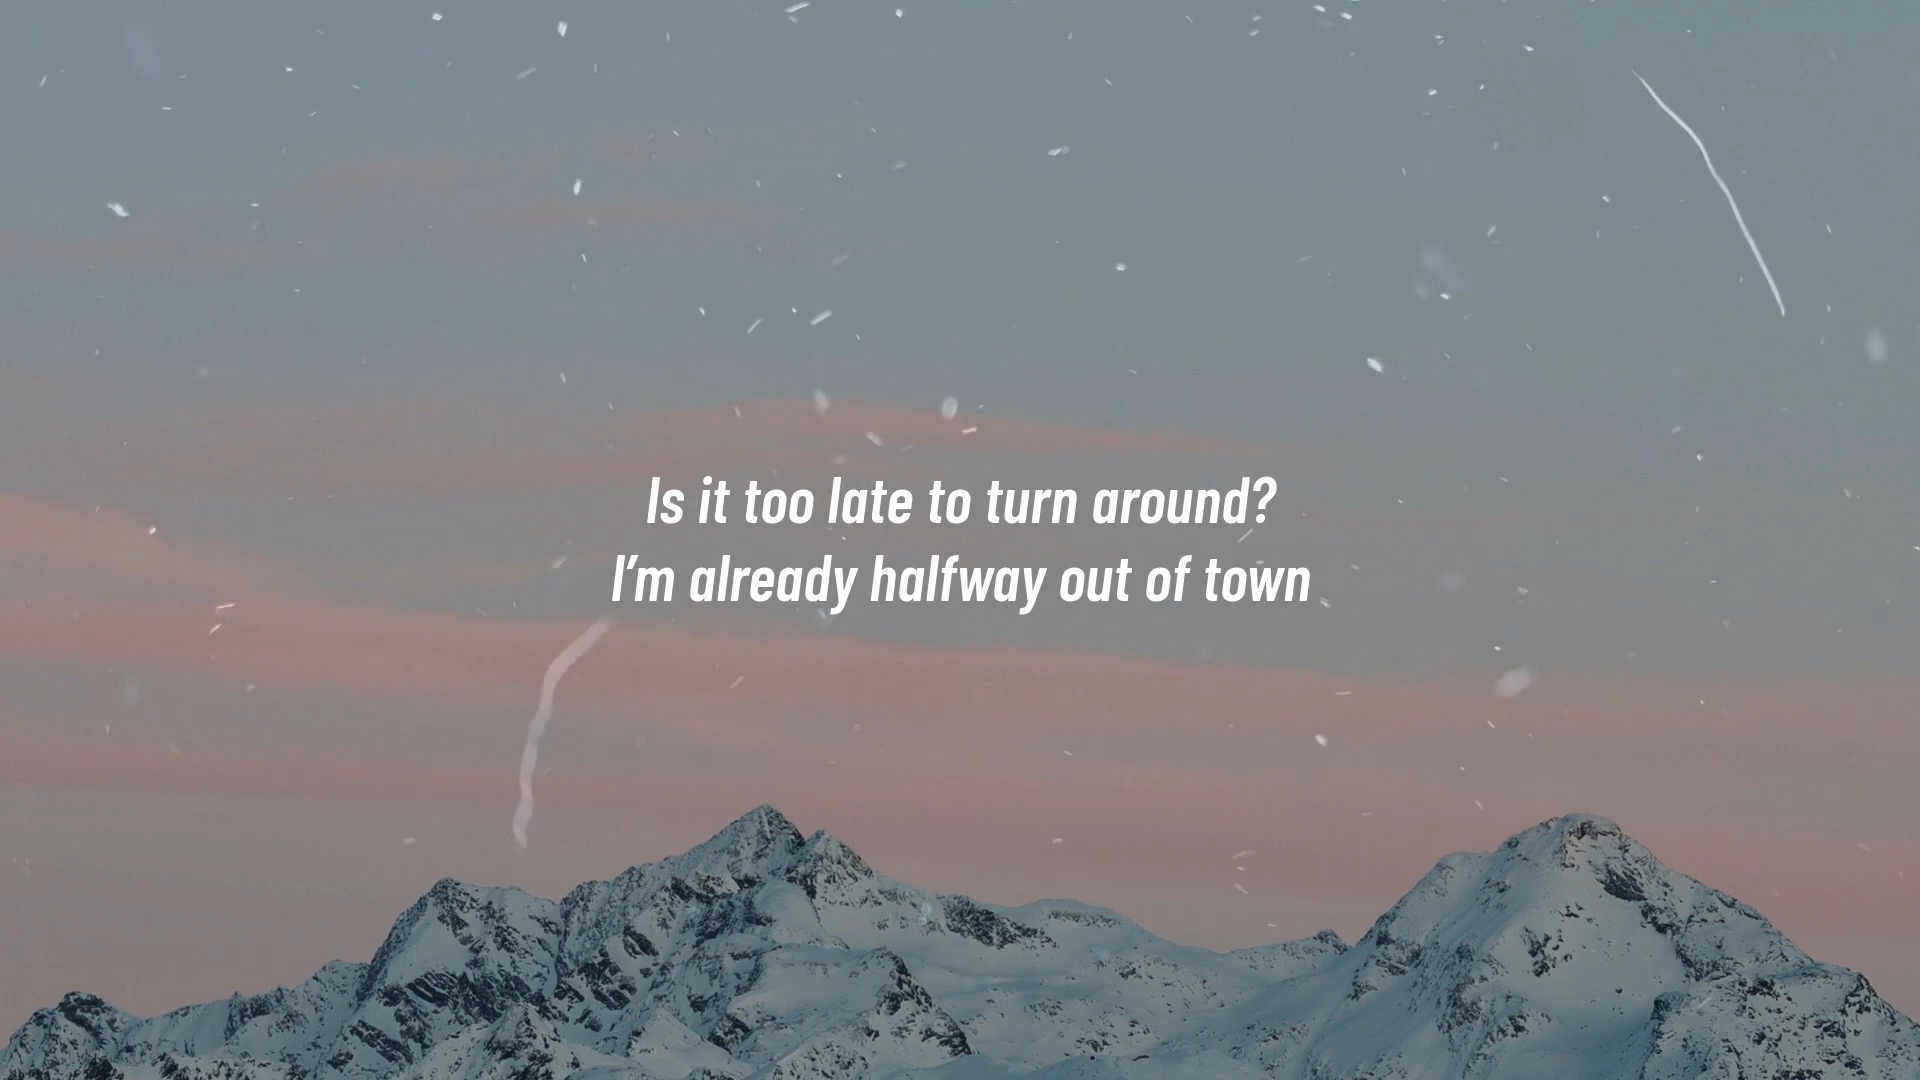 Is it too late to turn around?
I’m already halfway out of town